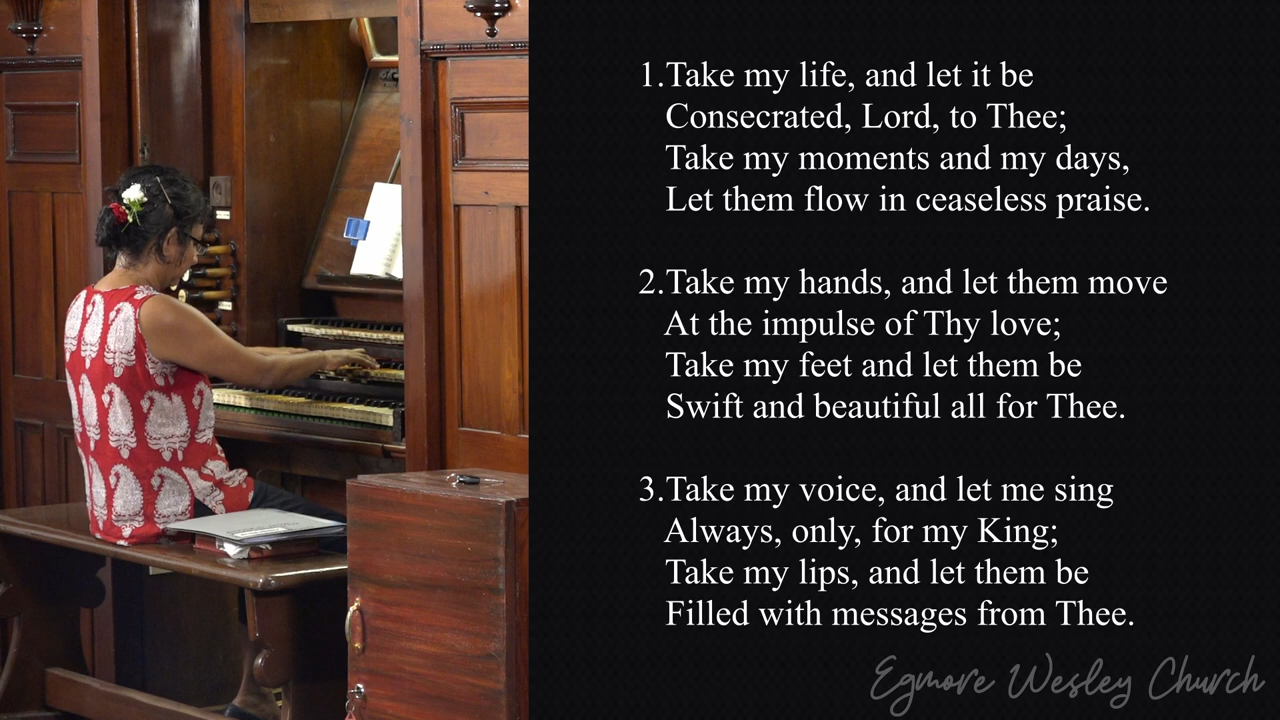 1.Take my life, and let it be
Consecrated, Lord, to Thee;
Take my moments and my days,
Let them flow in ceaseless praise.
2.Take my hands, and let them move
At the impulse of Thy love;
Take my feet and let them be
Swift and beautiful all for Thee.
3.Take my voice, and let me sing
Always, only, for my King;
Take my lips, and let them be
Filled with messages from Thee.
Egmore Wesley Church